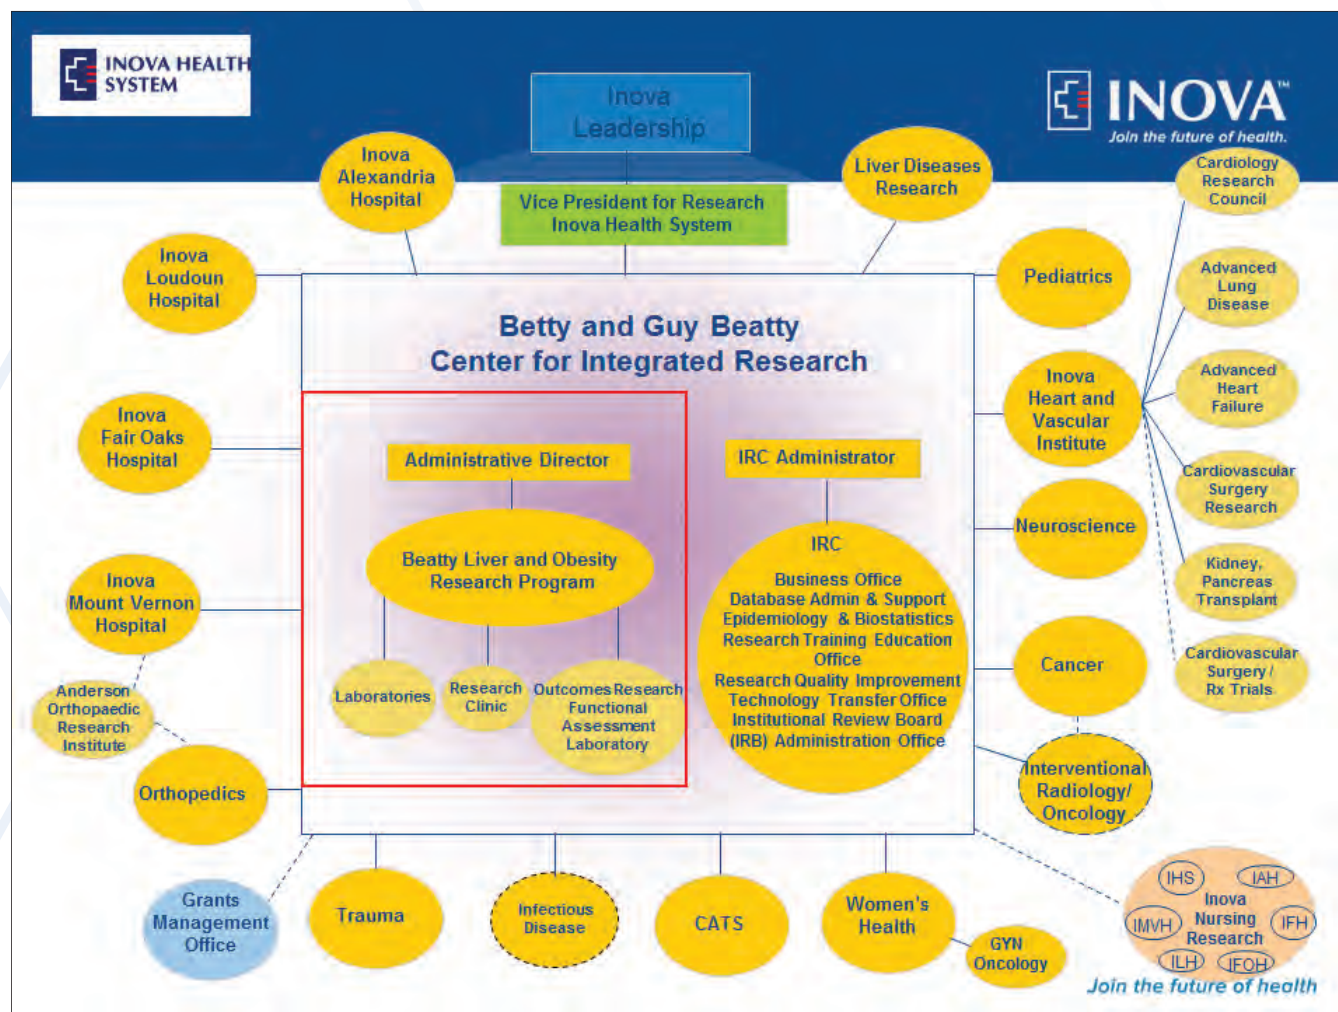 INOVA HEALTH
SYSTEM
INOVA™
Join the future of health.
Inova
Leadership
Vice President for Research
Inova Health System
Inova
Alexandria
Hospital
Liver Diseases
Research
Cardiology
Research
Council
Inova
Loudoun
Hospital
Pediatrics
Advanced
Lung
Disease
Betty and Guy Beatty
Center for Integrated Research
Inova
Heart and
Vascular
Institute
Advanced
Heart
Failure
Inova
Fair Oaks
Hospital
Administrative Director
IRC Administrator
Cardiovascular
Surgery
Research
Beatty Liver and Obesity
Research Program
IRC
Business Office
Database Admin & Support
Epidemiology & Biostatistics
Research Training Education
Office
Research Quality Improvement
Technology Transfer Office
Institutional Review Board
(IRB) Administration Office
Neuroscience
Kidney,
Pancreas
Transplant
Inova
Mount Vernon
Hospital
Laboratories
Research
Clinic
Outcomes Research
Functional
Assessment
Laboratory
Cancer
Cardiovascular
Surgery /
Rx Trials
Anderson
Orthopaedic
Research
Institute
Orthopedics
Interventional
Radiology/
Oncology
Grants
Management
Office
Trauma
Infectious
Disease
CATS
Women's
Health
GYN
Oncology
IHS
IAH
Inova
Nursing
Research
IMVH
IFH
ILH
IFOH
Join the future of health